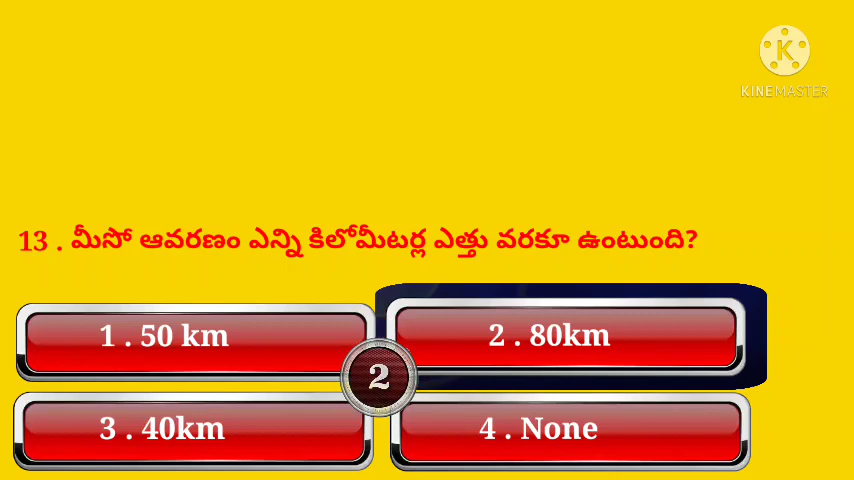 KINEMASTER
13 . మీసో ఆవరణం ఎన్ని కిలోమీటర్ల ఎత్తు వరకూ ఉంటుంది?
1 . 50 km
2 . 80km
2
3 . 40km
4 . None